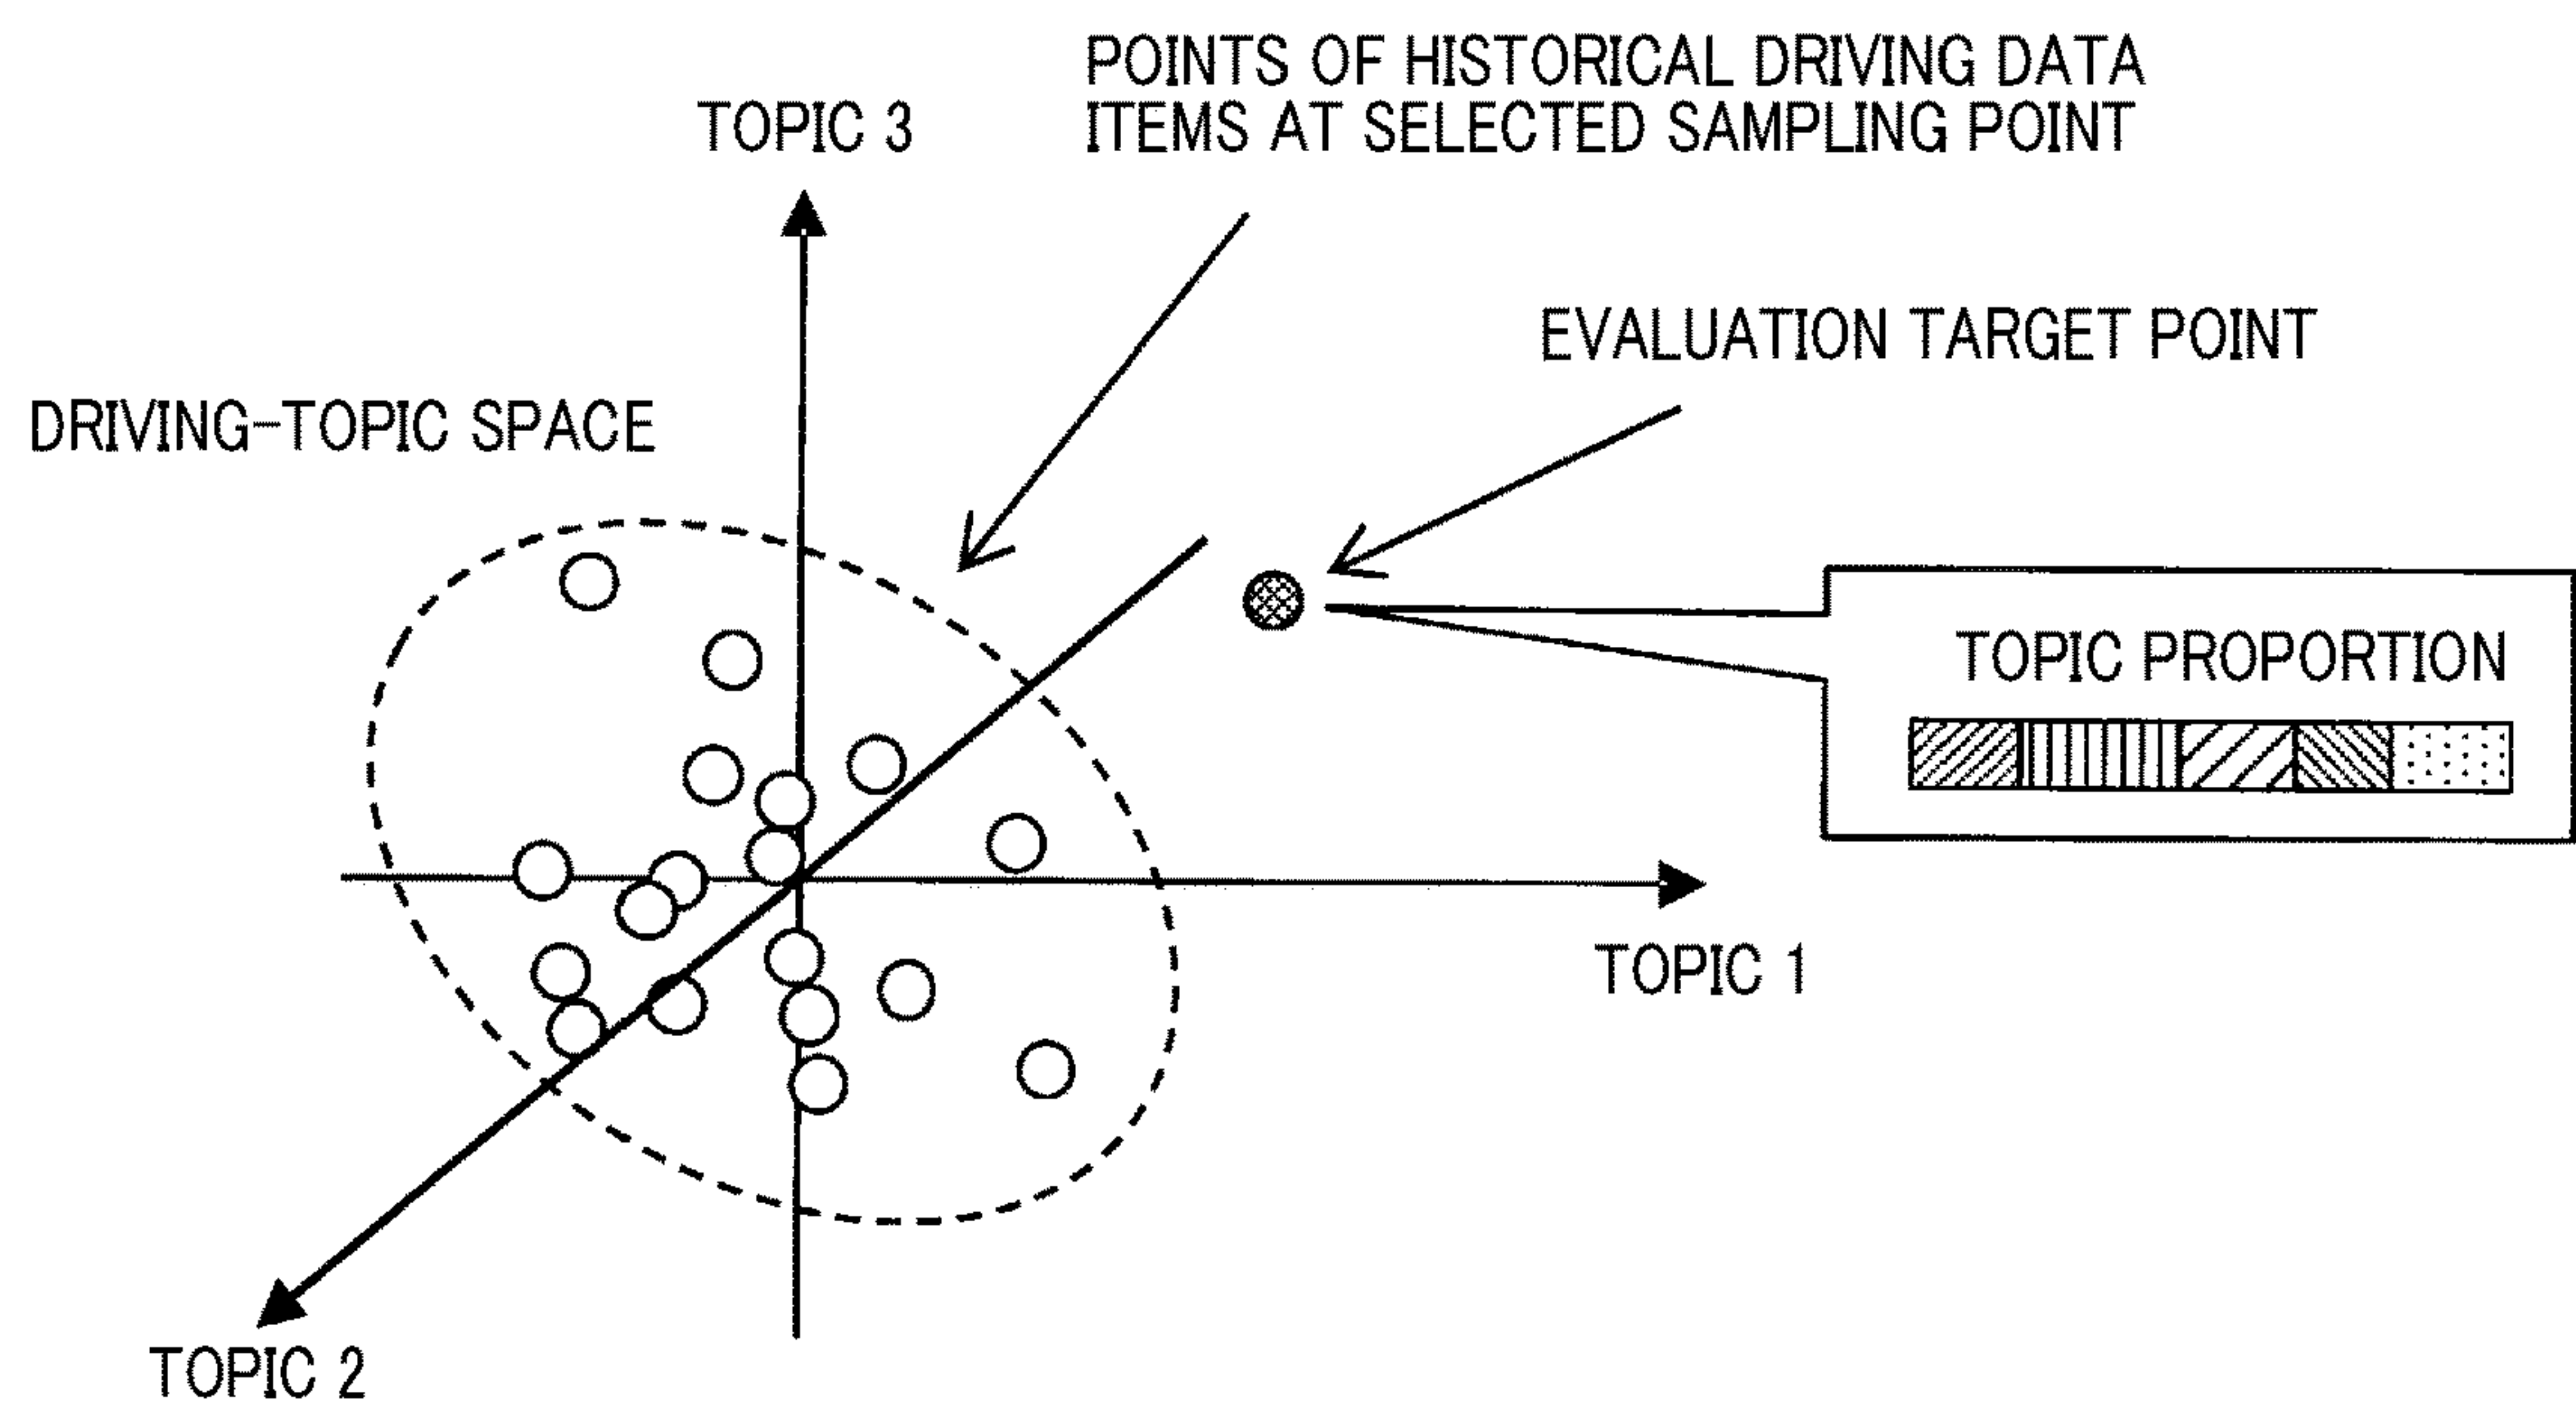 POINTS OF HISTORICAL DRIVING DATA
ITEMS AT SELECTED SAMPLING POINT
TOPIC 3
EVALUATION TARGET POINT
DRIVING-TOPIC SPACE
TOPIC PROPORTION
TOPIC 1
TOPIC 2